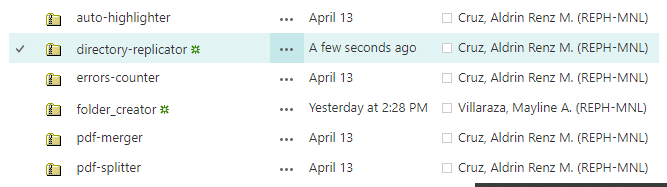 auto-highlighter ... April 13 Cruz, Aldrin Renz M. (REPH-MNL)
directory-replicator ... A few seconds ago Cruz, Aldrin Renz M. (REPH-MNL)
errors-counter ... April 13 Cruz, Aldrin Renz M. (REPH-MNL)
folder_creator ... Yesterday at 2:28 PM Villaraza, Mayline A. (REPH-MNL)
pdf-merger ... April 13 Cruz, Aldrin Renz M. (REPH-MNL)
pdf-splitter ... April 13 Cruz, Aldrin Renz M. (REPH-MNL)